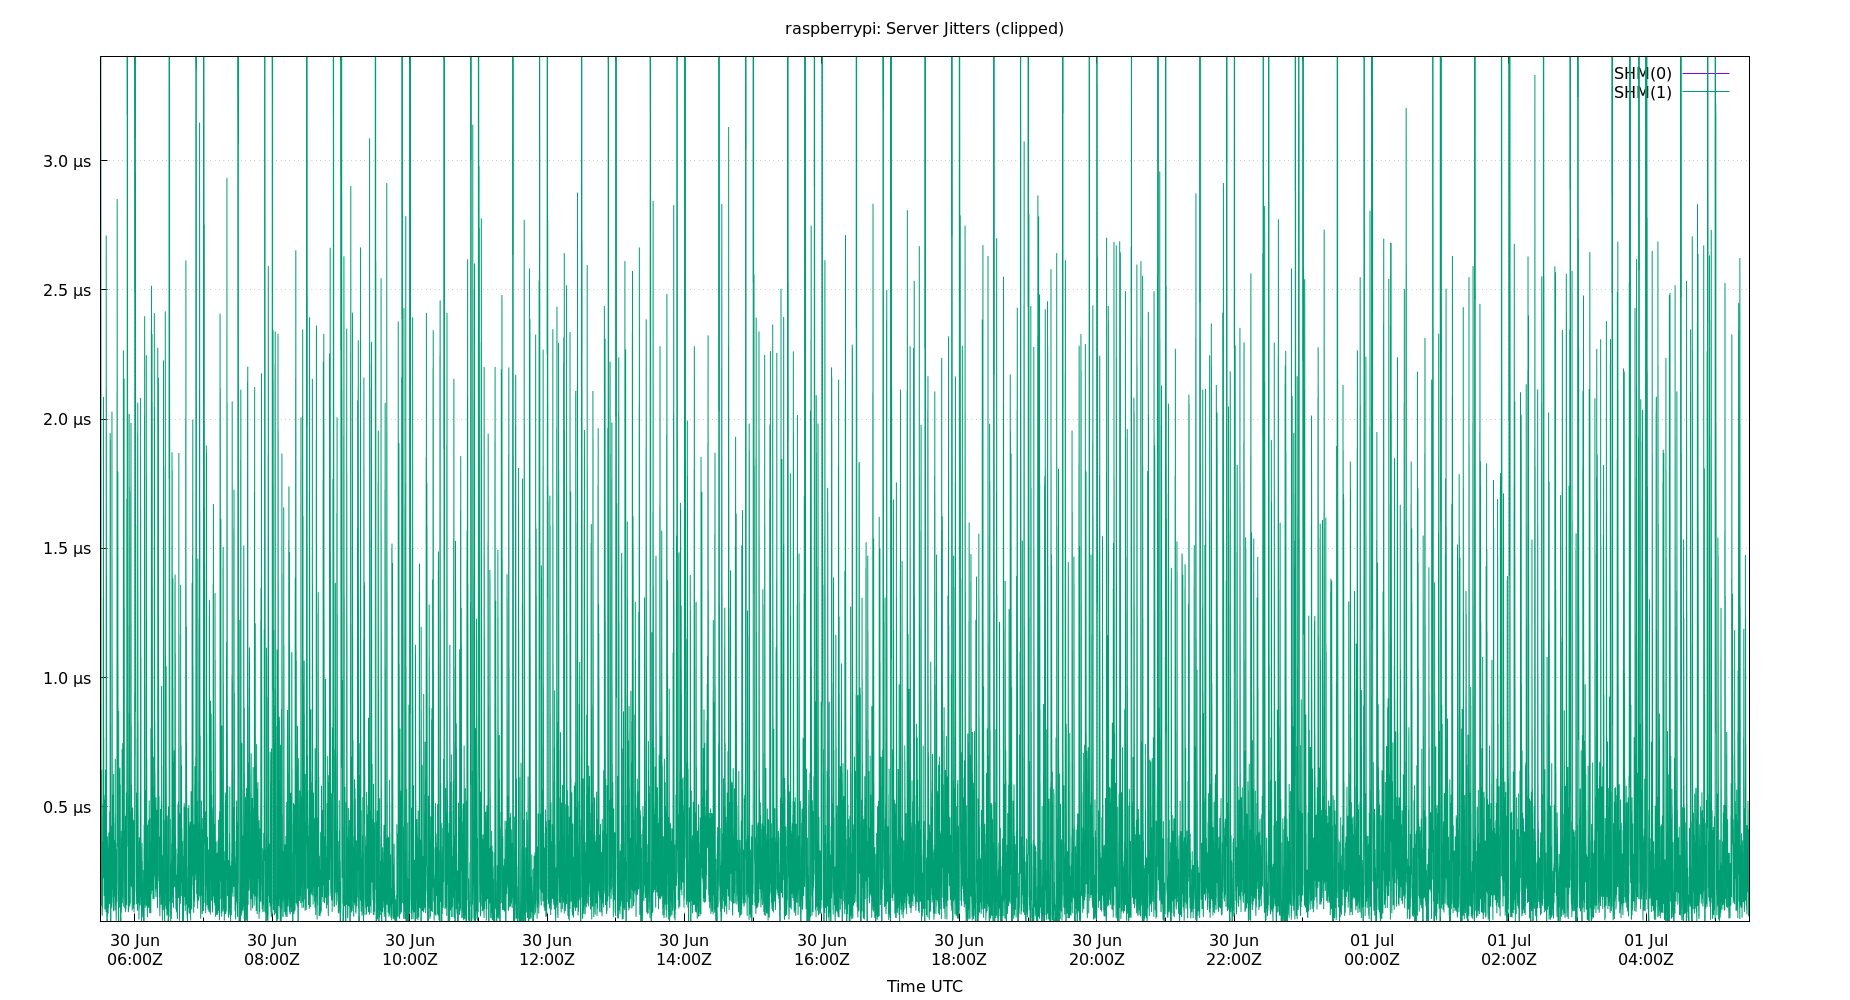 raspberrypi: Server Jitters (clipped)
SHM(0)
SHM(1)
3.0 μs
2.5 μs
2.0 μs
1.5 μs
1.0 μs
0.5 μs
30 Jun 30 Jun 30 Jun 30 Jun 30 Jun 30 Jun 30 Jun 30 Jun 30 Jun 01 Jul 01 Jul 01 Jul
06:00Z 08:00Z 10:00Z 12:00Z 14:00Z 16:00Z 18:00Z 20:00Z 22:00Z 00:00Z 02:00Z 04:00Z
Time UTC